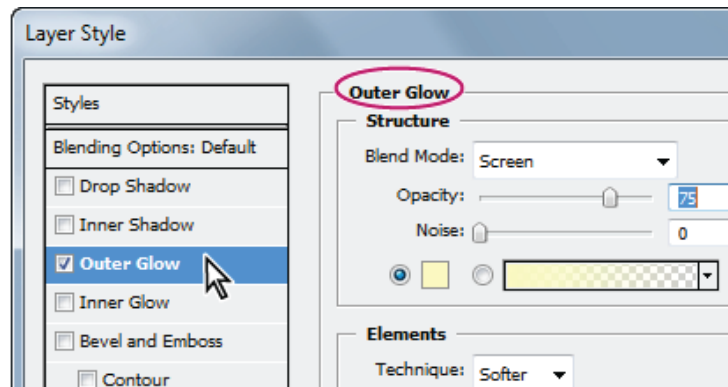 Layer Style
Styles
Blending Options: Default
Drop Shadow
Inner Shadow
Outer Glow
Inner Glow
Bevel and Emboss
Contour
Outer Glow
Structure
Blend Mode: Screen
Opacity: 75
Noise: 0
Elements
Technique: Softer